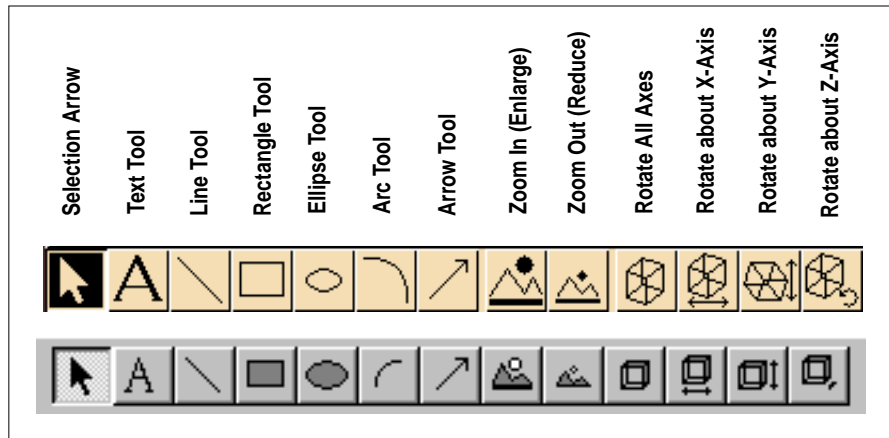 Selection Arrow
Text Tool
Line Tool
Rectangle Tool
Ellipse Tool
Arc Tool
Arrow Tool
Zoom In (Enlarge)
Zoom Out (Reduce)
Rotate All Axes
Rotate about X-Axis
Rotate about Y-Axis
Rotate about Z-Axis
A
A